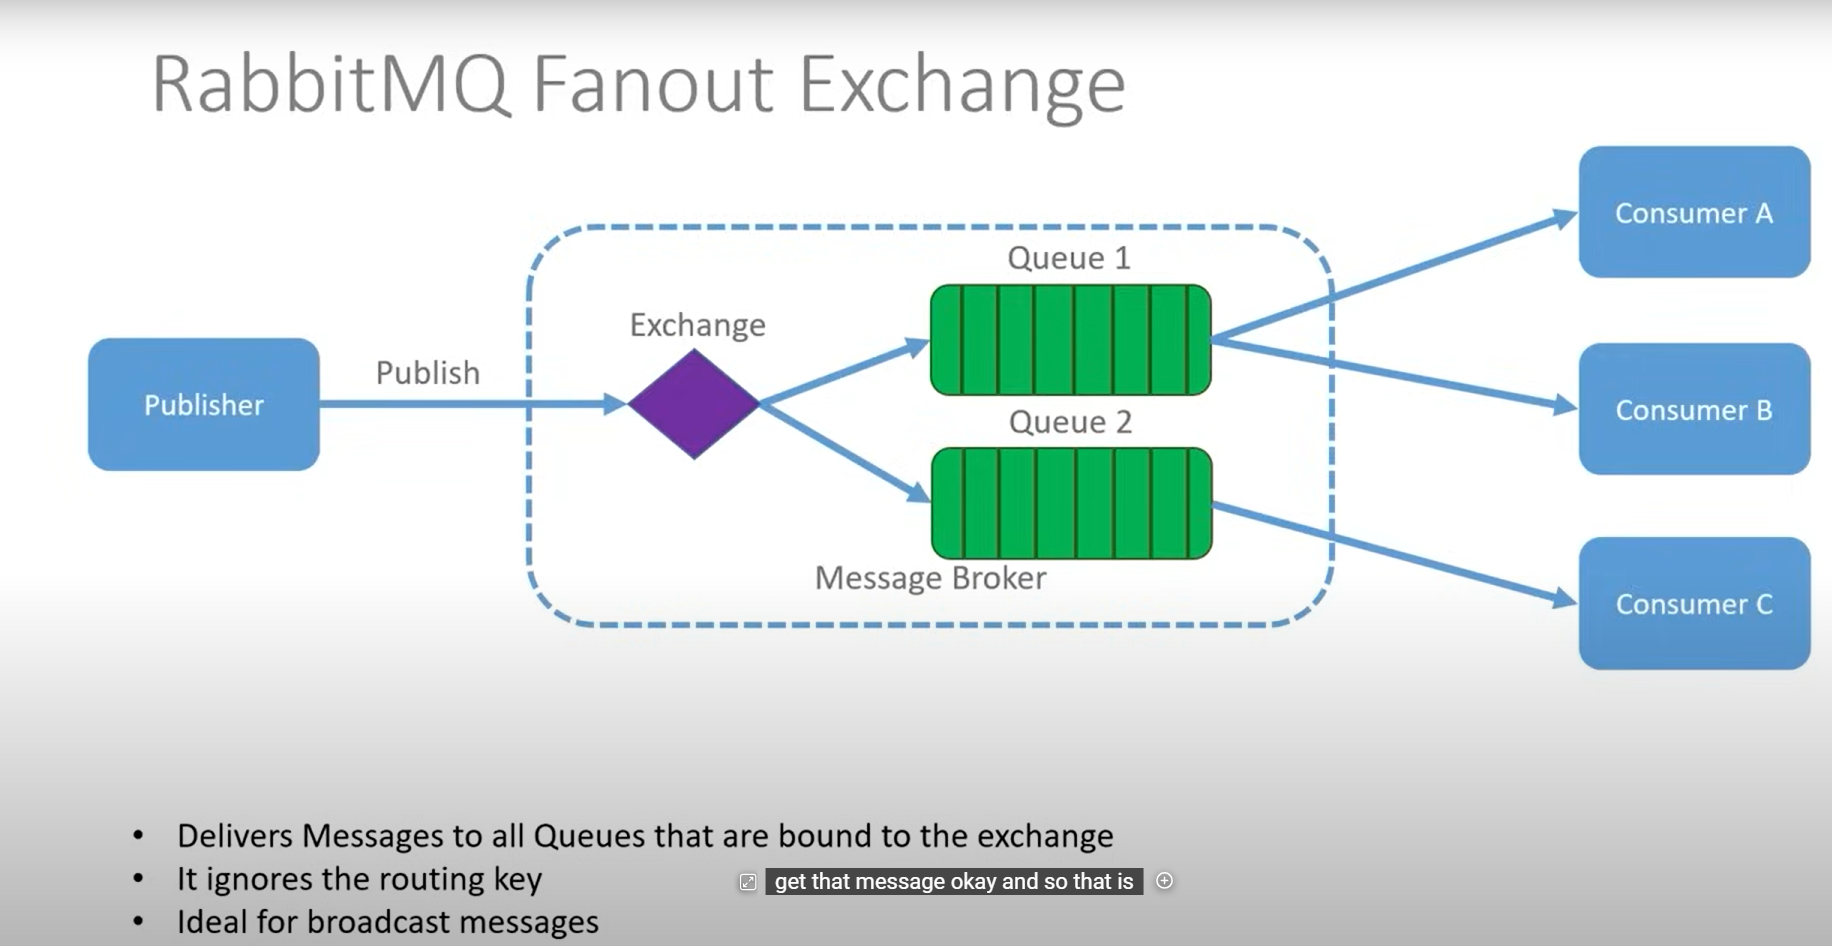 RabbitMQ Fanout Exchange
Consumer A
Queue 1
Exchange
Publish
Publisher
Consumer B
Queue 2
Message Broker
Consumer C
• Delivers Messages to all Queues that are bound to the exchange
• It ignores the routing key
get that message okay and so that is
• Ideal for broadcast messages